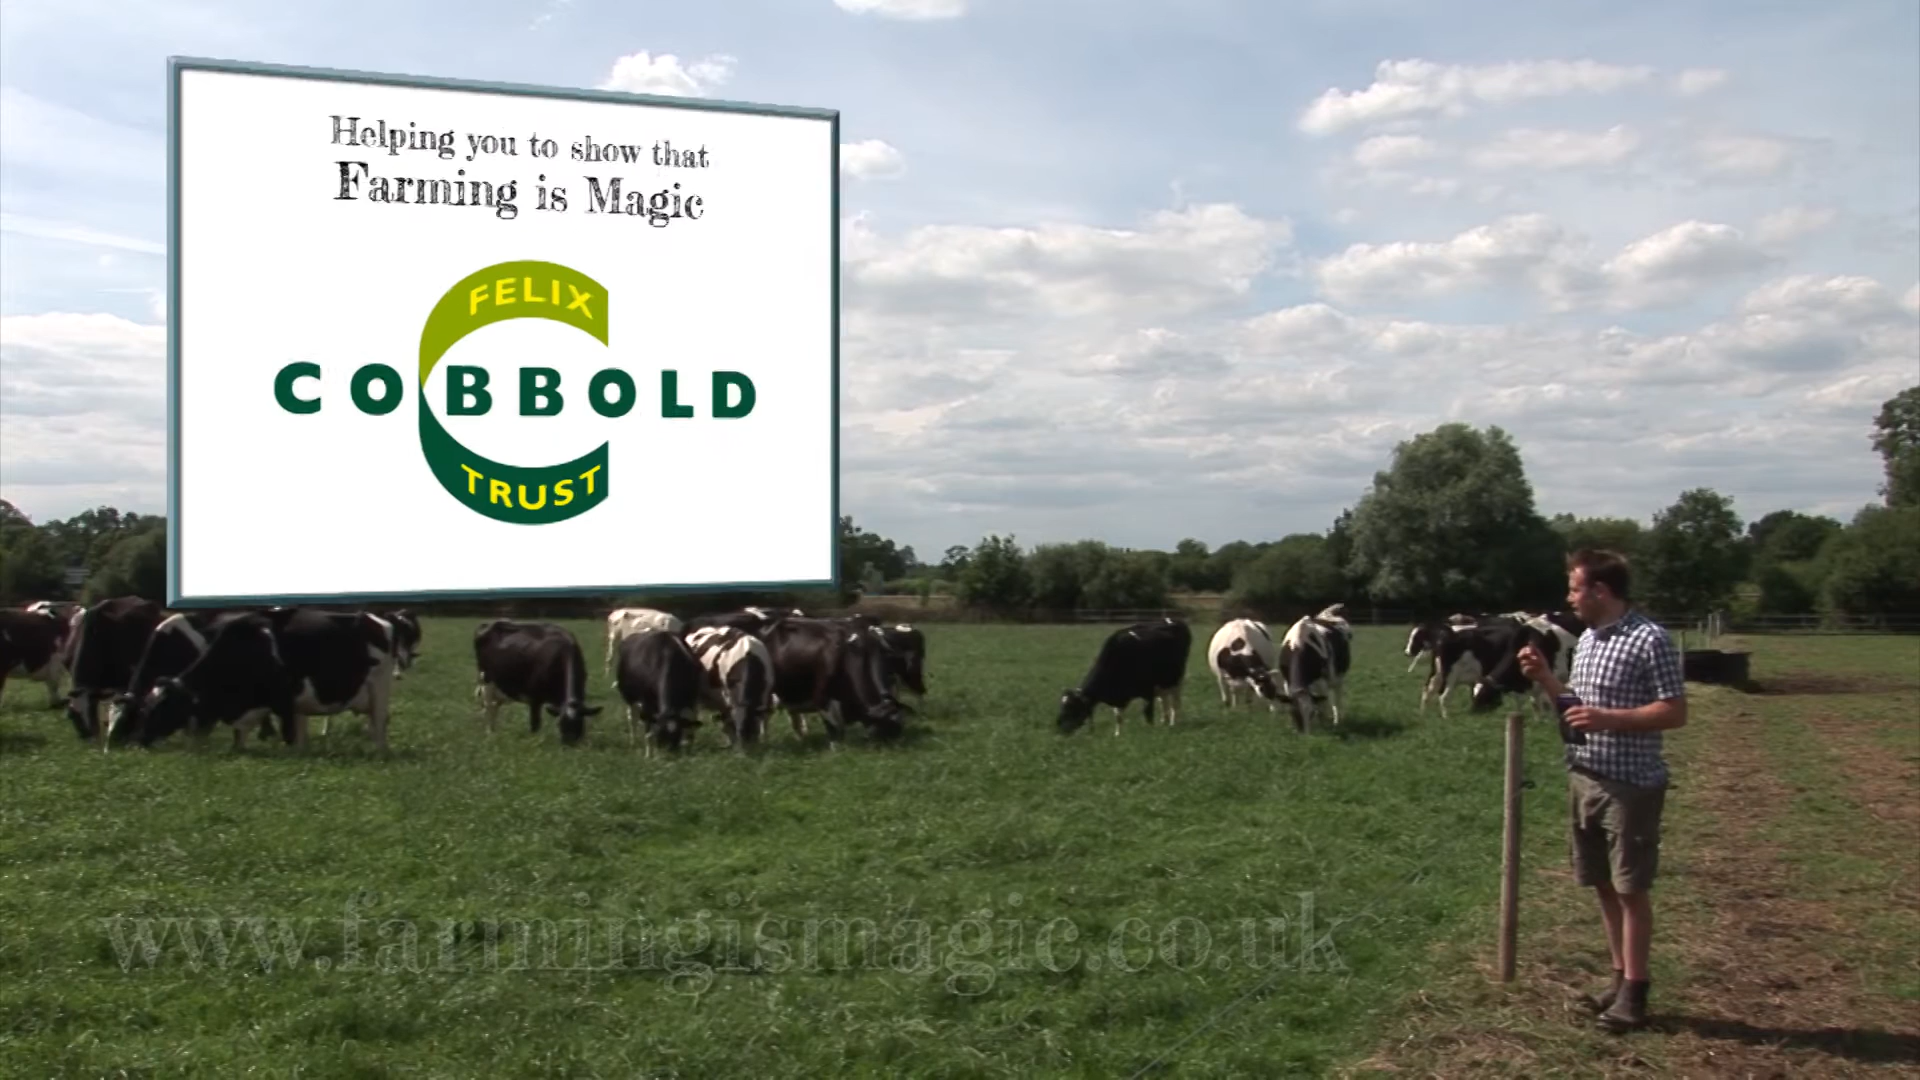 Helping you to show that
Farming is Magic
FELIX
COBBOLD
TRUST
www.farmingismagic.co.uk